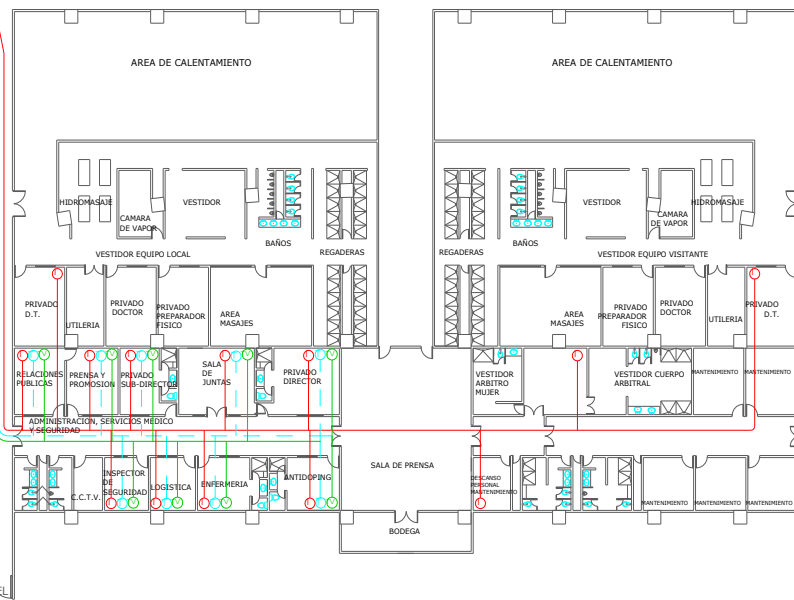 AREA DE CALENTAMIENTO
AREA DE CALENTAMIENTO
HIDROMASAJE
CAMARA
DE VAPOR
VESTIDOR
BAÑOS
REGADERAS
VESTIDOR EQUIPO LOCAL
REGADERAS
BAÑOS
VESTIDOR
CAMARA
DE VAPOR
HIDROMASAJE
VESTIDOR EQUIPO VISITANTE
PRIVADO
D.T.
UTILERIA
PRIVADO
DOCTOR
PRIVADO
PREPARADOR
FISICO
AREA
MASAJES
AREA
MASAJES
PRIVADO
PREPARADOR
FISICO
PRIVADO
DOCTOR
UTILERIA
PRIVADO
D.T.
RELACIONES
PUBLICAS
PRENSA Y
PROMOSION
PRIVADO
SUB-DIRECTOR
SALA
DE
JUNTAS
PRIVADO
DIRECTOR
VESTIDOR
ARBITRO
MUJER
VESTIDOR CUERPO
ARBITRAL
MANTENIMIENTO
MANTENIMIENTO
ADMINISTRACION, SERVICIOS MEDICO
Y SEGURIDAD
C.C.T.V.
INSPECTOR
DE
SEGURIDAD
LOGISTICA
ENFERMERIA
ANTIDOPING
SALA DE PRENSA
DESCANSO
PERSONAL
MANTENIMIENTO
MANTENIMIENTO
MANTENIMIENTO
MANTENIMIENTO
BODEGA
EL